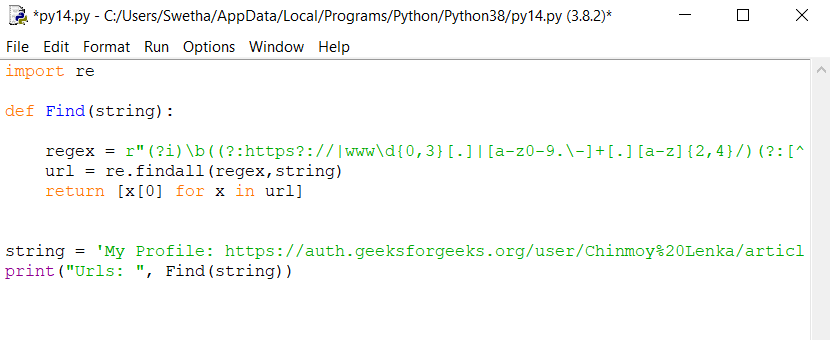 *py14.py - C:/Users/Swetha/AppData/Local/Programs/Python/Python38/py14.py (3.8.2)*
File Edit Format Run Options Window Help
import re
def Find(string):
    regex = r"(?i)\b((?:https?://|www\d{0,3}[.]|[a-z0-9.\-]+[.][a-z]{2,4}/)(?:[^
    url = re.findall(regex,string)
    return [x[0] for x in url]
string = 'My Profile: https://auth.geeksforgeeks.org/user/Chinmoy%20Lenka/articl
print("Urls: ", Find(string))